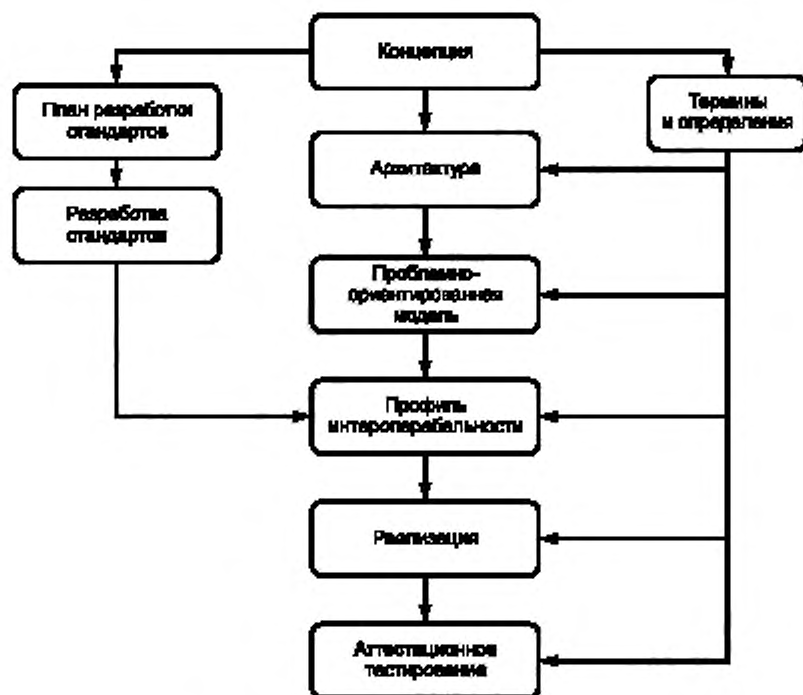 Концепция
План разработки
стандартов
Термины
и определения
Архитектура
Разработка
стандартов
Проблемно-
ориентированная
модель
Профиль
интероперабельности
Реализация
Аттестационное
тестирование